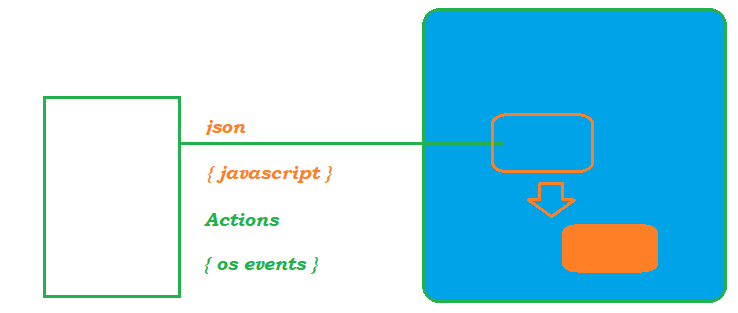 json
{ javascript }
Actions
{ os events }